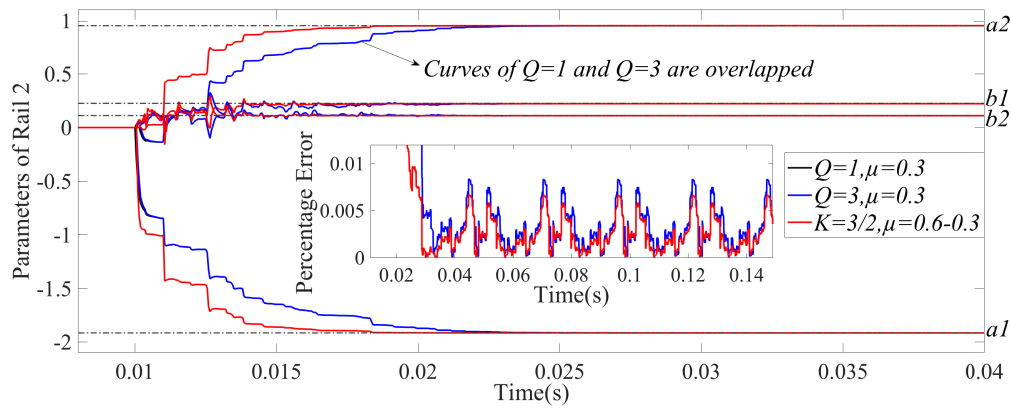 1
0.5
0
-0.5
-1
-1.5
-2
Parameters of Rail 2
0.01
0.015
0.02
0.025
0.03
0.035
0.04
Time(s)
a2
b1
b2
a1
Curves of Q=1 and Q=3 are overlapped
Percentage Error
0.01
0.005
0
0.02
0.04
0.06
0.08
0.1
0.12
0.14
Time(s)
Q=1,μ=0.3
Q=3,μ=0.3
K=3/2,μ=0.6-0.3